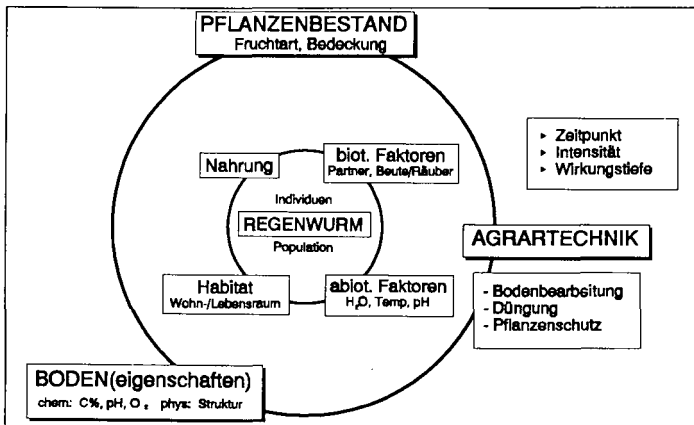 PFLANZENBESTAND
Fruchtart, Bedeckung
▸ Zeitpunkt
▸ Intensität
▸ Wirkungstiefe
Nahrung
biot. Faktoren
Partner, Beute/Räuber
Individuen
REGENWURM
Population
AGRARTECHNIK
Habitat
Wohn-/Lebensraum
abiot. Faktoren
H₂O, Temp, pH
- Bodenbearbeitung
- Düngung
- Pflanzenschutz
BODEN(eigenschaften)
chem: C%, pH, O₂ phys: Struktur